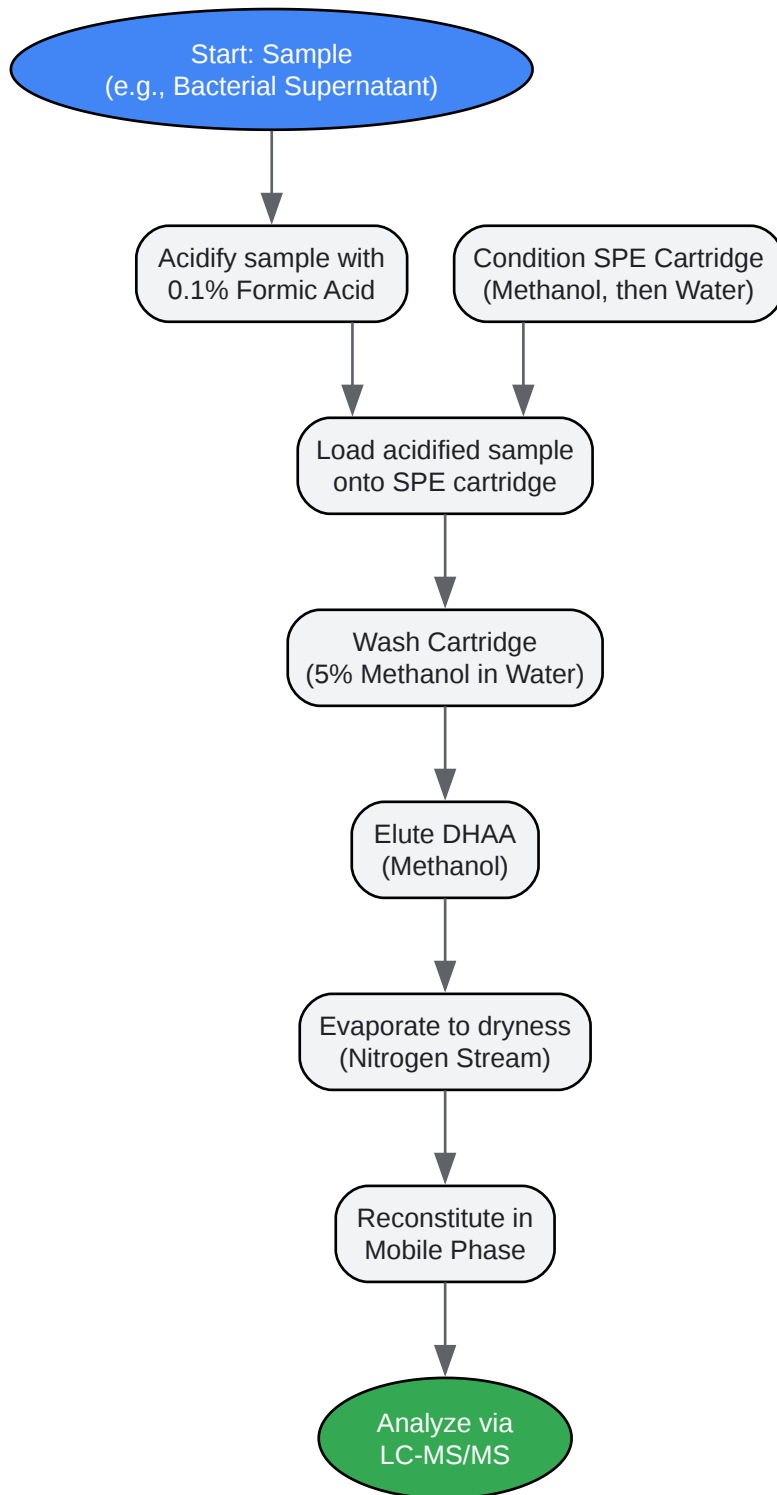 Start: Sample
(e.g., Bacterial Supernatant)
Acidify sample with
0.1% Formic Acid
Condition SPE Cartridge
(Methanol, then Water)
Load acidified sample
onto SPE cartridge
Wash Cartridge
(5% Methanol in Water)
Elute DHAA
(Methanol)
Evaporate to dryness
(Nitrogen Stream)
Reconstitute in
Mobile Phase
Analyze via
LC-MS/MS